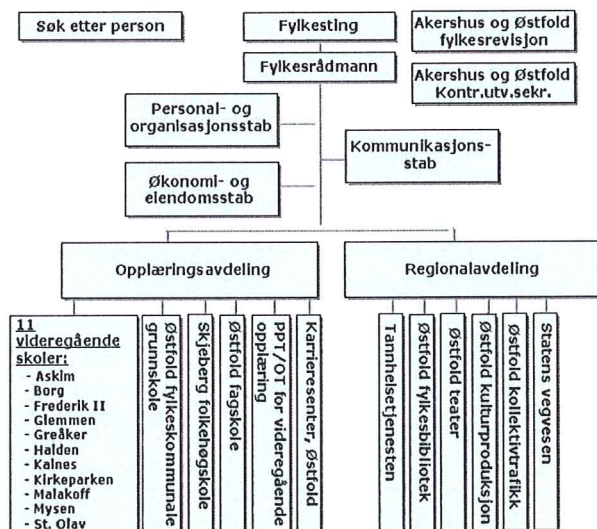 Søk etter person
Fylkesting
Akershus og Østfold
fylkesrevisjon
Fylkesrådmann
Akershus og Østfold
Kontr.utv.sekr.
Personal- og
organisasjonsstab
Kommunikasjons-
stab
Økonomi- og
eiendomsstab
Opplæringsavdeling
Regionalavdeling
11
videregående
skoler:
- Askim
- Borg
- Frederik II
- Glemmen
- Greåker
- Halden
- Kalnes
- Kirkeparken
- Malakoff
- Mysen
- St. Olav
Østfold fylkeskommunale
grunnskole
Skjeberg folkehøgskole
Østfold fagskole
PPT/OT for videregående
opplæring
Karrieresenter, Østfold
Tannhelsetjenesten
Østfold fylkesbibliotek
Østfold teater
Østfold kulturproduksjon
Østfold kollektivtrafikk
Statens vegvesen